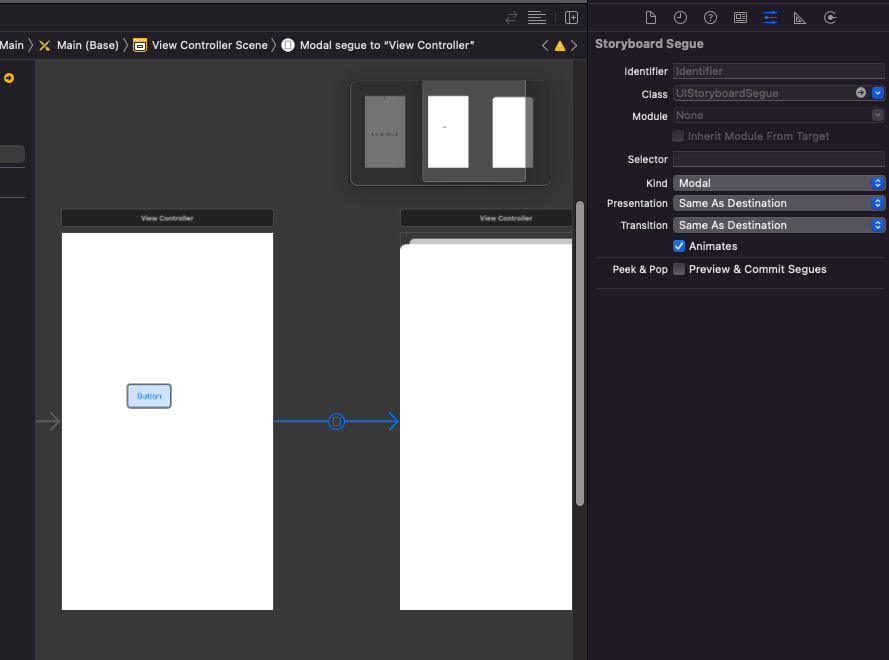 Main 〉 Main (Base) 〉 View Controller Scene 〉 Modal segue to “View Controller”
Storyboard Segue
Identifier Identifier
Class UIStoryboardSegue
Module None
Inherit Module From Target
Selector
Kind Modal
Presentation Same As Destination
Transition Same As Destination
Animates
Peek & Pop Preview & Commit Segues
View Controller
View Controller
Button